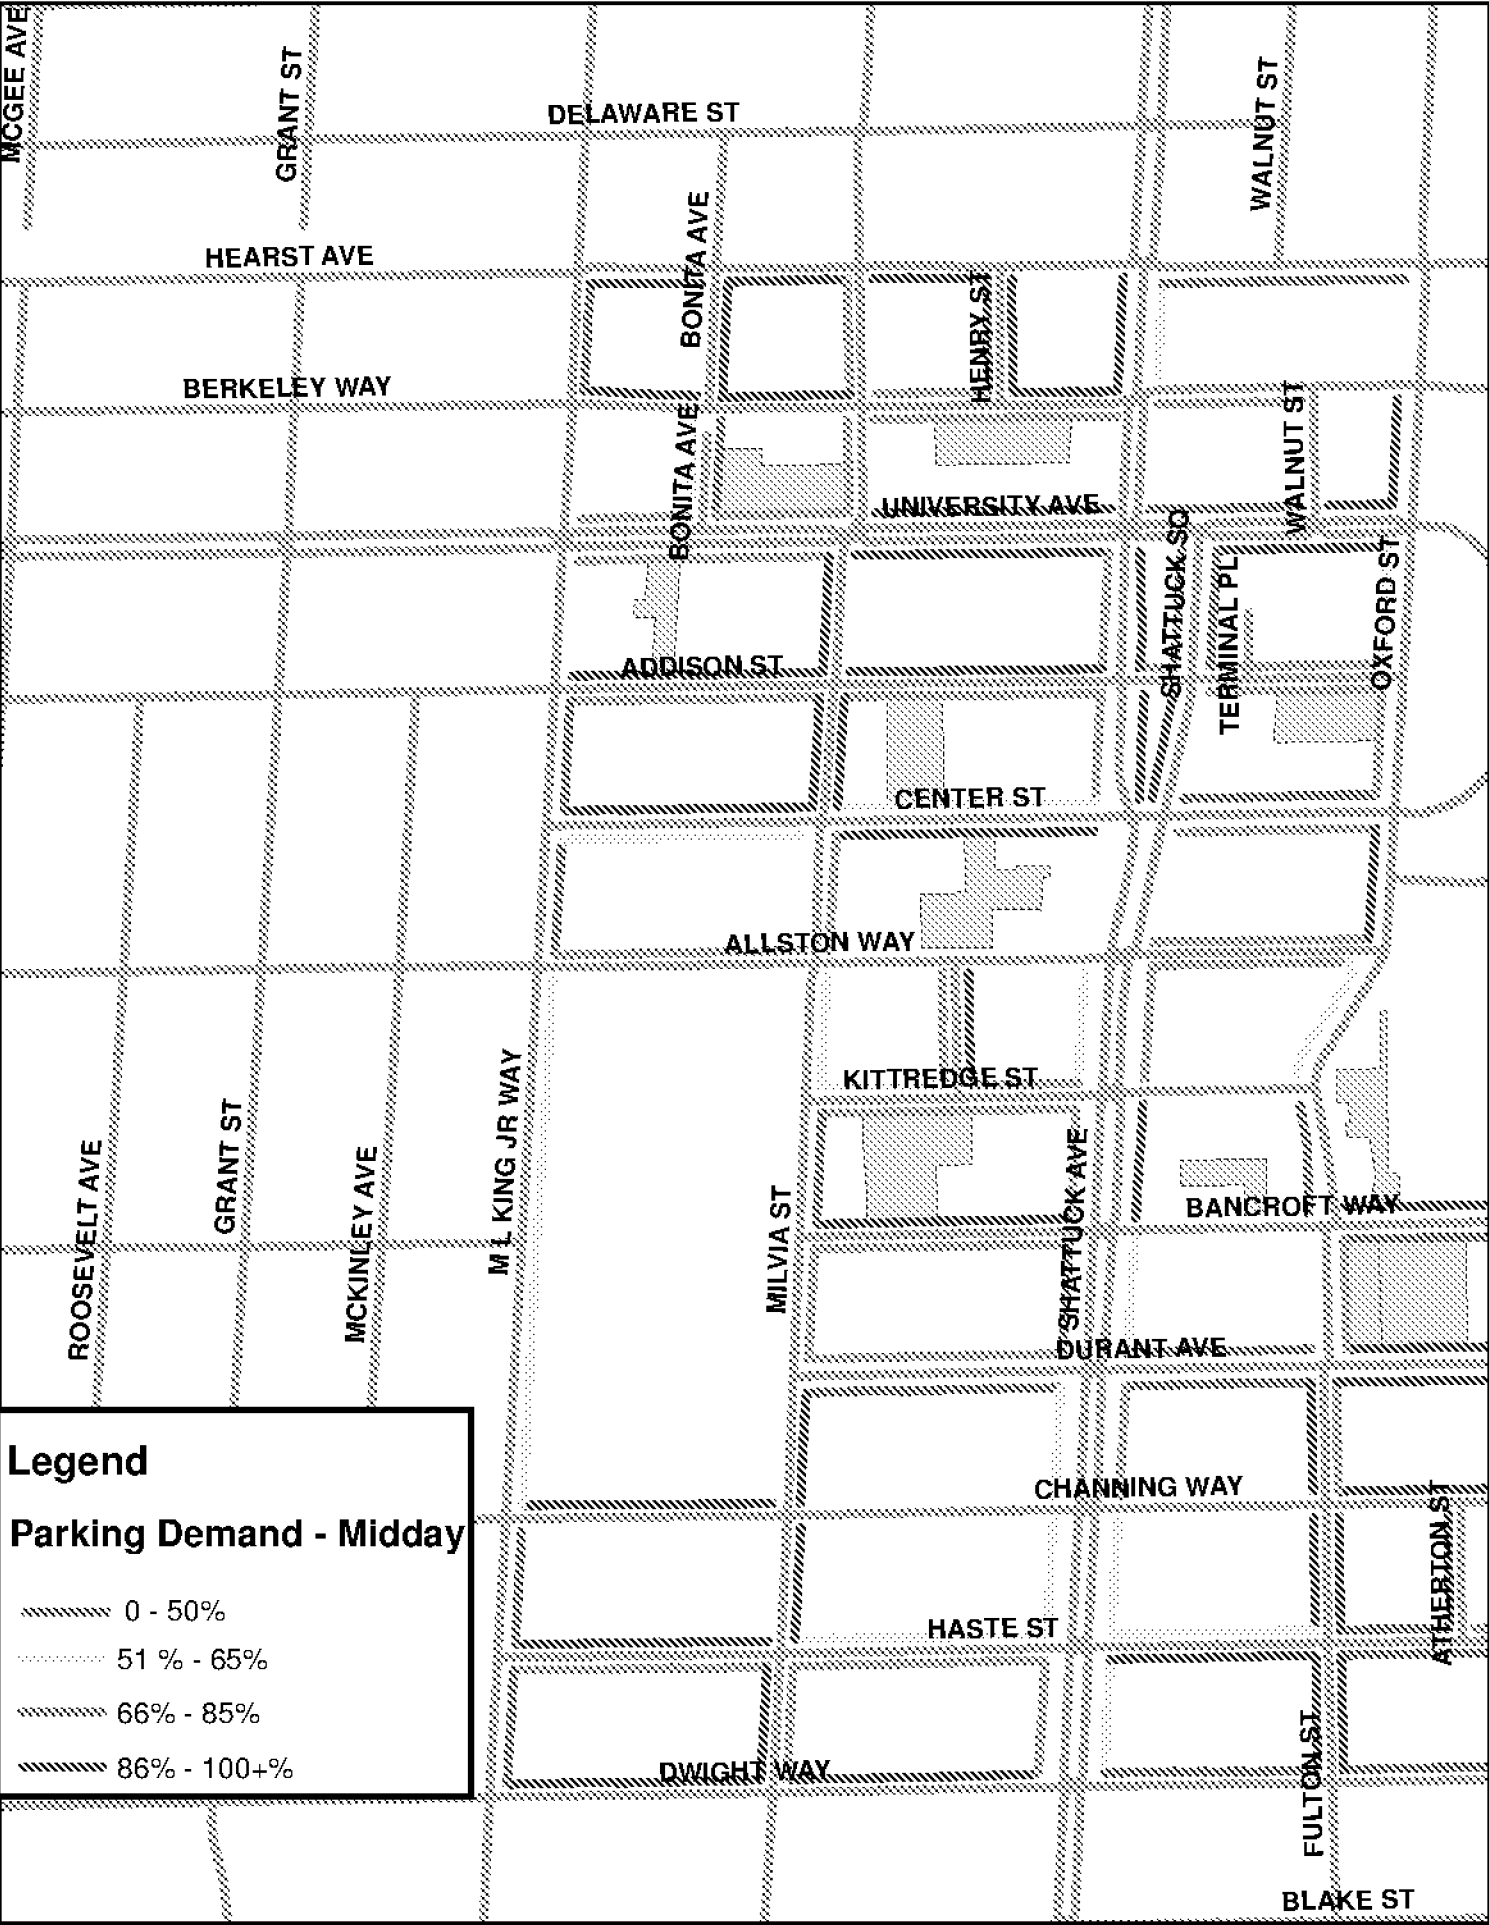 MCGEE AVE
GRANT ST
DELAWARE ST
WALNUT ST
BONITA AVE
HEARST AVE
HENRY ST
BERKELEY WAY
WALNUT ST
BONITA AVE
UNIVERSITY AVE
SHATTUCK SQ
TERMINAL PL
OXFORD ST
ADDISON ST
CENTER ST
ALLSTON WAY
KITTREDGE ST
M L KING JR WAY
ROOSEVELT AVE
GRANT ST
MCKINLEY AVE
MILVIA ST
SHATTUCK AVE
BANCROFT WAY
DURANT AVE
CHANNING WAY
ATHERTON ST
HASTE ST
DWIGHT WAY
FULTON ST
BLAKE ST
Legend
Parking Demand - Midday
0 - 50%
51 % - 65%
66% - 85%
86% - 100+%